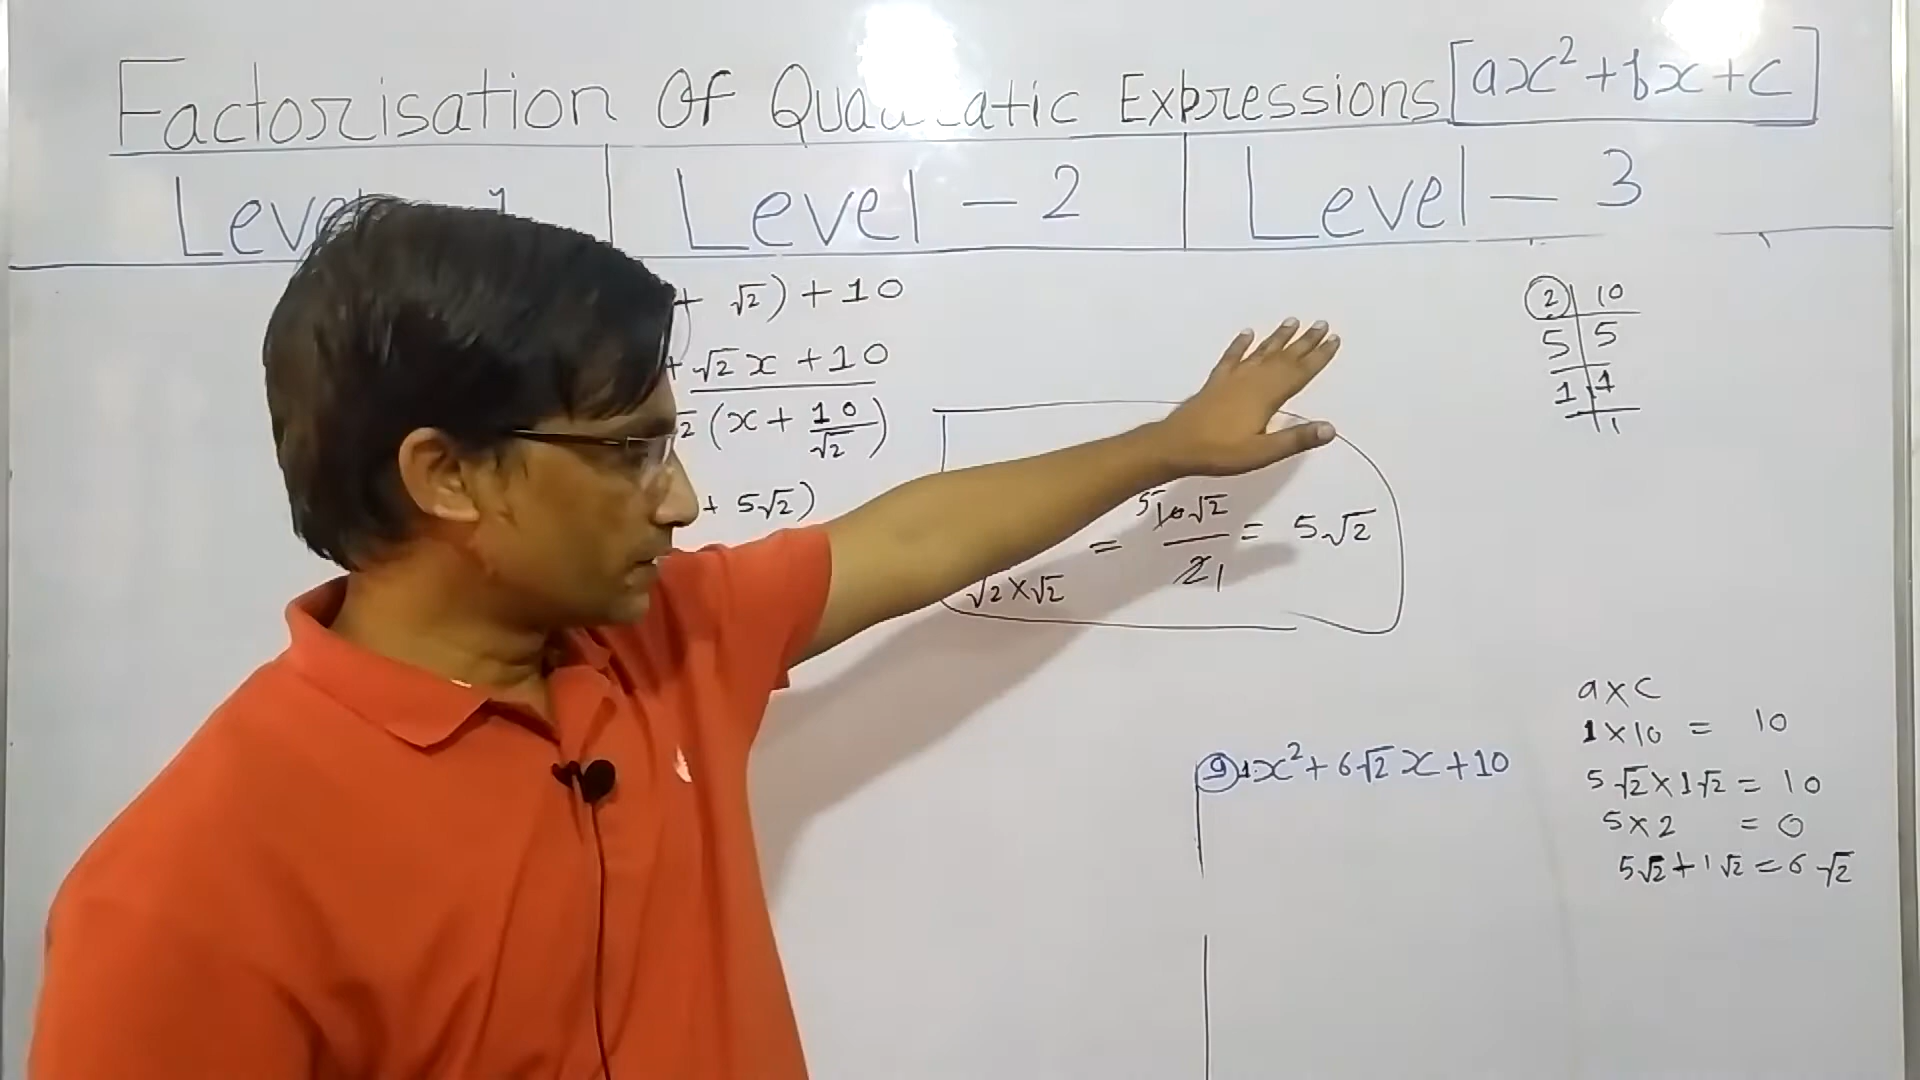 Factorisation Of Quadratic Expressions [ax² + bx + c]
Level - 2
Level - 3
+ √2) + 10
+ √2 x + 10
(x + 10/√2)
+ 5√2)
√2 × √2
= 5 10√2 / 2 1 = 5√2
2 | 10
5 | 5
1 | 1
1
9 1x² + 6√2 x + 10
a × c
1 × 10 = 10
5√2 × 1√2 = 10
5 × 2 = 0
5√2 + 1√2 = 6√2